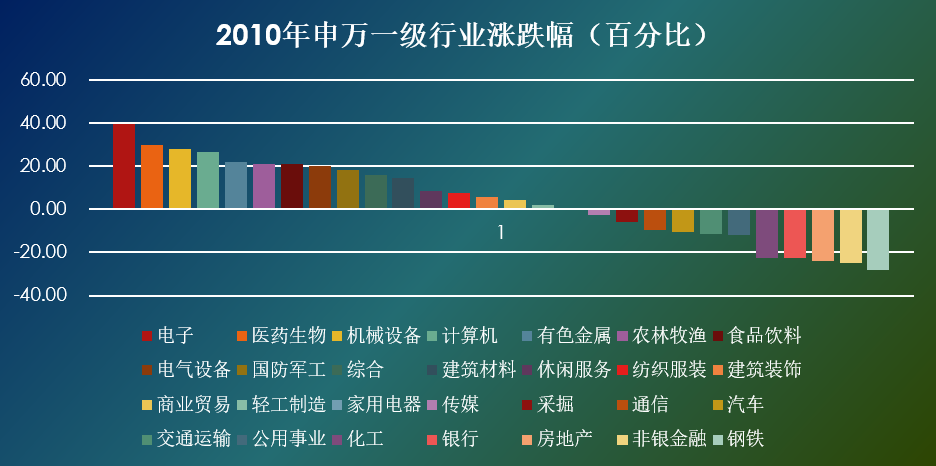 2010年申万一级行业涨跌幅（百分比）
60.00
40.00
20.00
0.00
-20.00
-40.00
1
电子 医药生物 机械设备 计算机 有色金属 农林牧渔 食品饮料
电气设备 国防军工 综合 建筑材料 休闲服务 纺织服装 建筑装饰
商业贸易 轻工制造 家用电器 传媒 采掘 通信 汽车
交通运输 公用事业 化工 银行 房地产 非银金融 钢铁